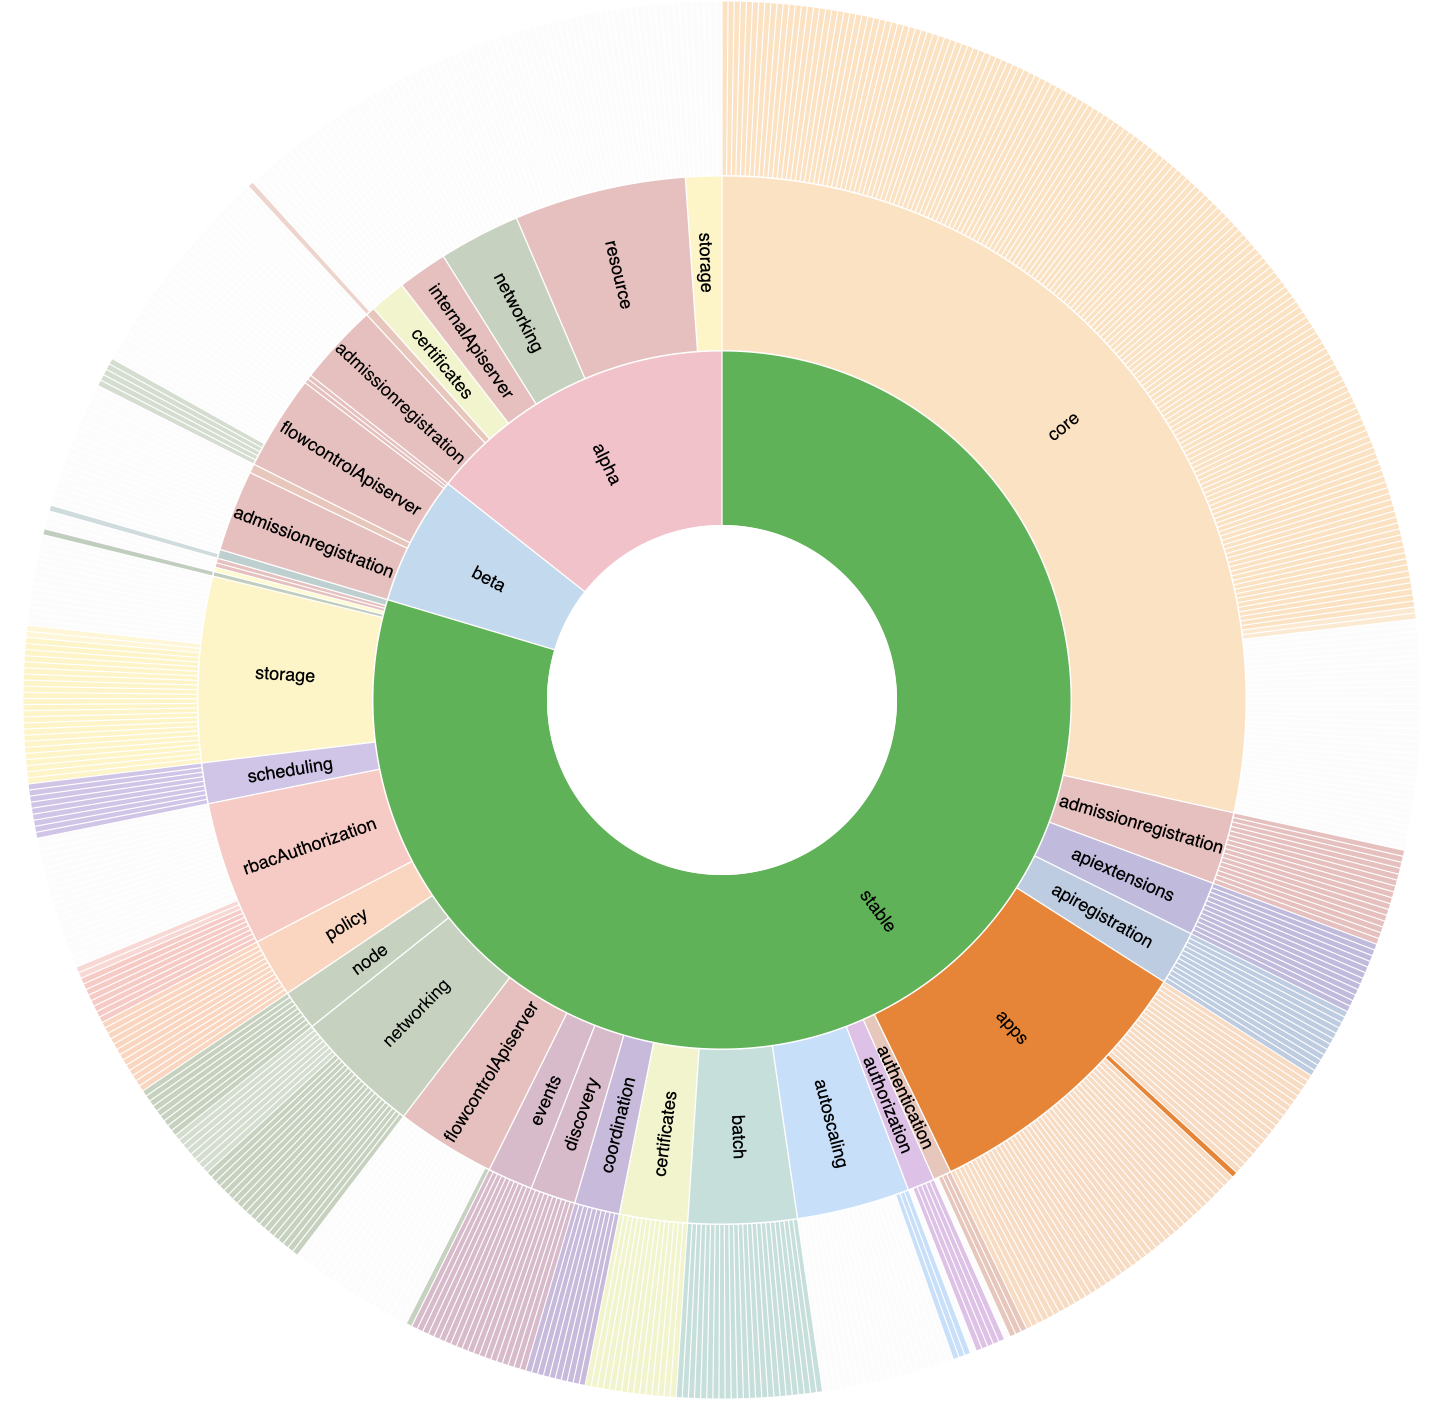 storage
resource
networking
internalApiserver
certificates
admissionregistration
flowcontrolApiserver
admissionregistration
alpha
beta
core
storage
scheduling
rbacAuthorization
policy
node
networking
flowcontrolApiserver
events
discovery
coordination
certificates
batch
autoscaling
authorization
authentication
apps
apiregistration
apiextensions
admissionregistration
stable